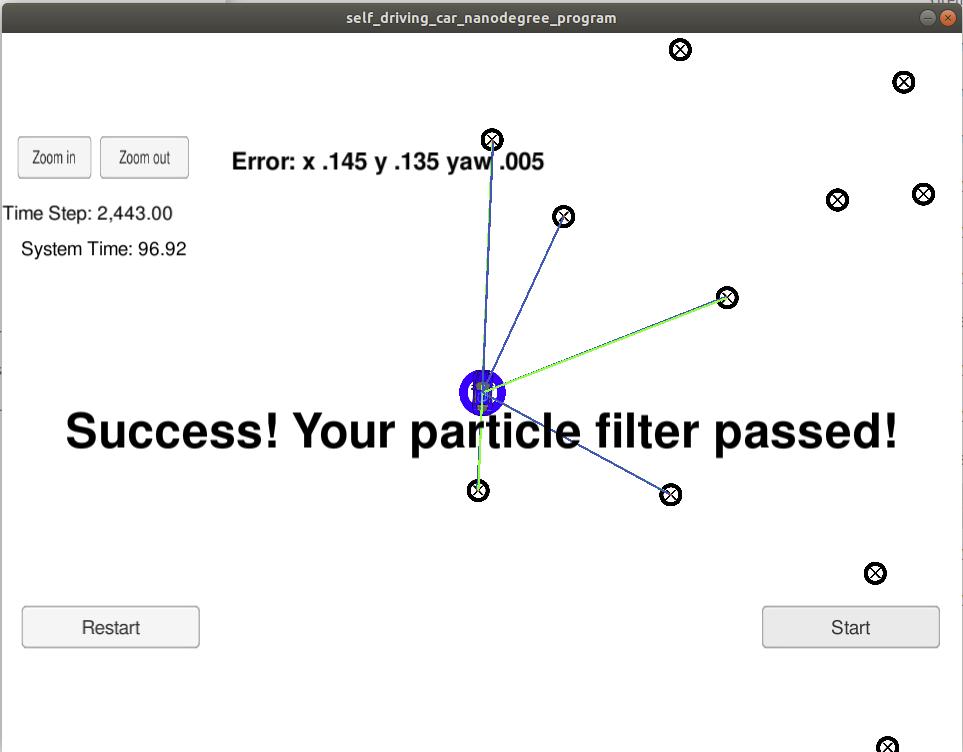 self_driving_car_nanodegree_program
Zoom in
Zoom out
Error: x .145 y .135 yaw .005
Time Step: 2,443.00
System Time: 96.92
Success! Your particle filter passed!
Restart
Start